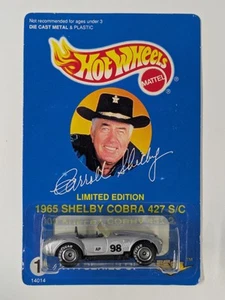 Not recommended for ages under 3
DIE CAST METAL & PLASTIC
Hot Wheels
MATTEL
Carroll Shelby
LIMITED EDITION
1965 SHELBY COBRA 427 S/C
98
1
14014